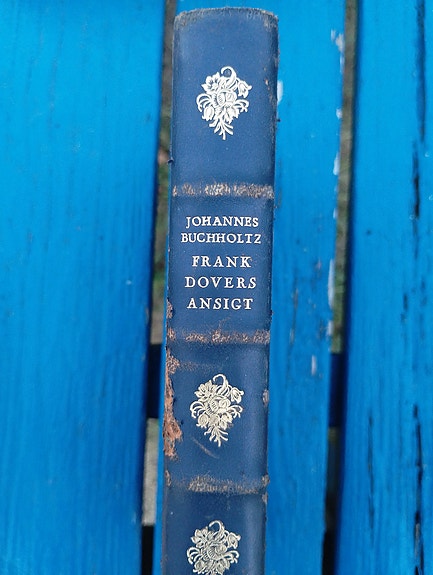 JOHANNES
BUCHHOLTZ
FRANK
DOVERS
ANSIGT